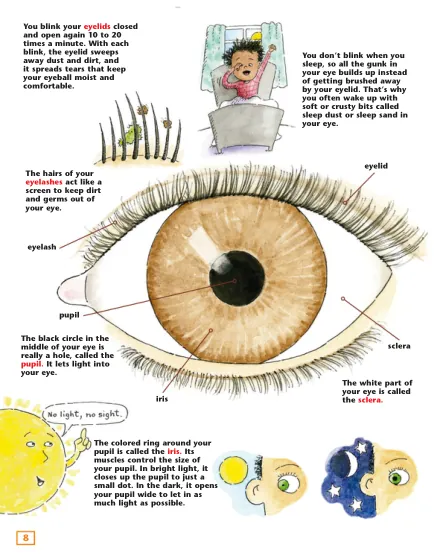 You blink your eyelids closed
and open again 10 to 20
times a minute. With each
blink, the eyelid sweeps
away dust and dirt, and
it spreads tears that keep
your eyeball moist and
comfortable.
You don't blink when you
sleep, so all the gunk in
your eye builds up instead
of getting brushed away
by your eyelid. That's why
you often wake up with
soft or crusty bits called
sleep dust or sleep sand in
your eye.
The hairs of your
eyelashes act like a
screen to keep dirt
and germs out of
your eye.
eyelid
eyelash
pupil
The black circle in the
middle of your eye is
really a hole, called the
pupil. It lets light into
your eye.
iris
sclera
The white part of
your eye is called
the sclera.
No light, no sight.
The colored ring around your
pupil is called the iris. Its
muscles control the size of
your pupil. In bright light, it
closes up the pupil to just a
small dot. In the dark, it opens
your pupil wide to let in as
much light as possible.
8